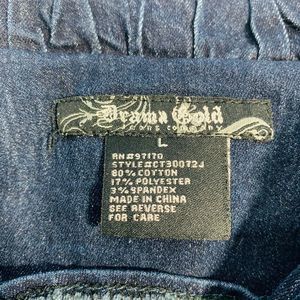 Drama Gold
JEANS COMPANY
L
RN#97170
STYLE#CT30072J
80% COTTON
17% POLYESTER
3% SPANDEX
MADE IN CHINA
SEE REVERSE
FOR CARE